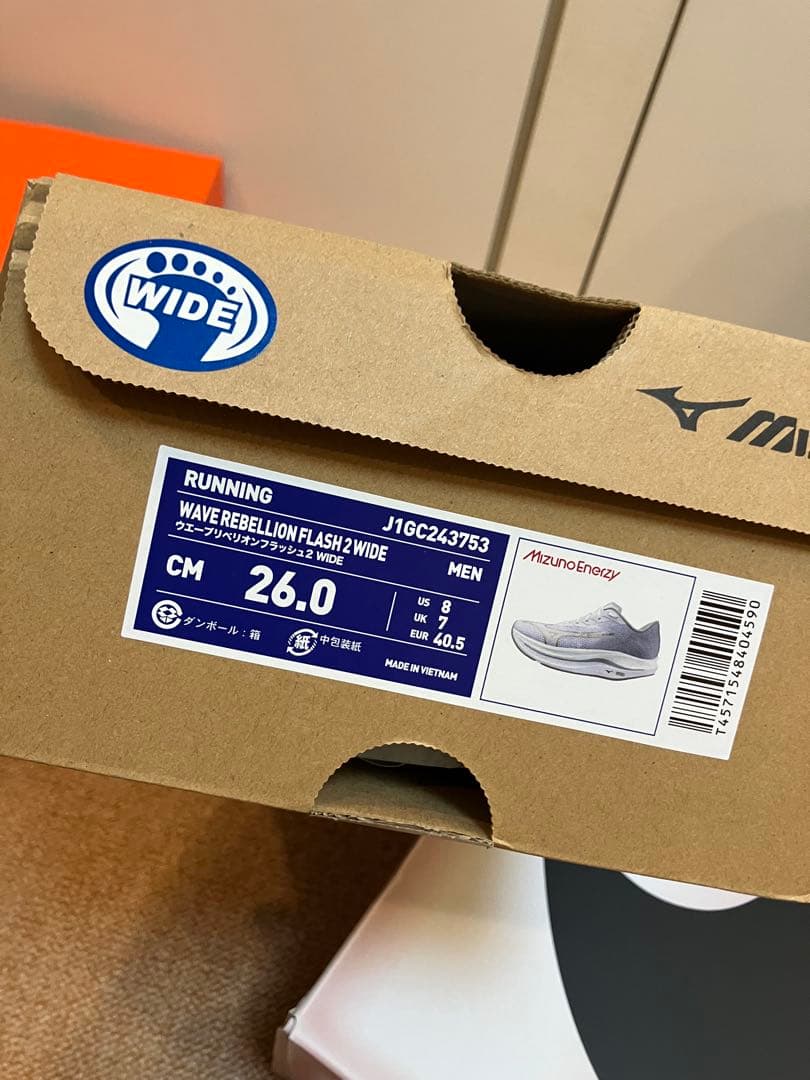 WIDE
RUNNING
WAVE REBELLION FLASH 2 WIDE
J1GC243753
ウエーブリベリオンフラッシュ2 WIDE
MEN
CM 26.0
US 8
UK 7
EUR 40.5
ダンボール:箱
紙 中包装紙
MADE IN VIETNAM
MizunoEnerzy
T4571548404590